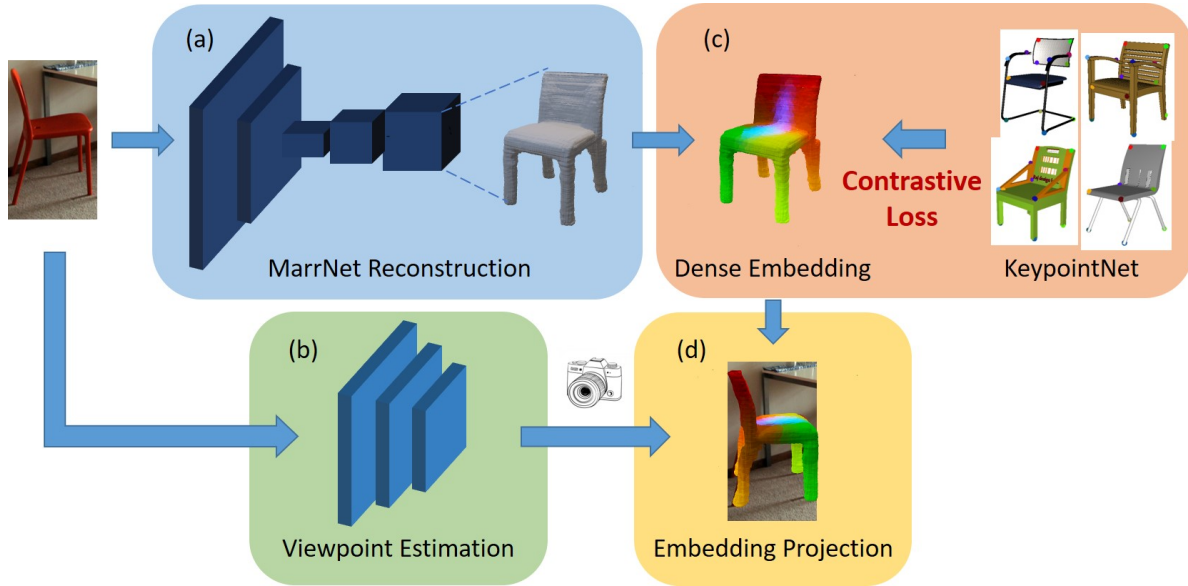 (a)
MarrNet Reconstruction
(c)
Contrastive
Loss
Dense Embedding
KeypointNet
(b)
Viewpoint Estimation
(d)
Embedding Projection